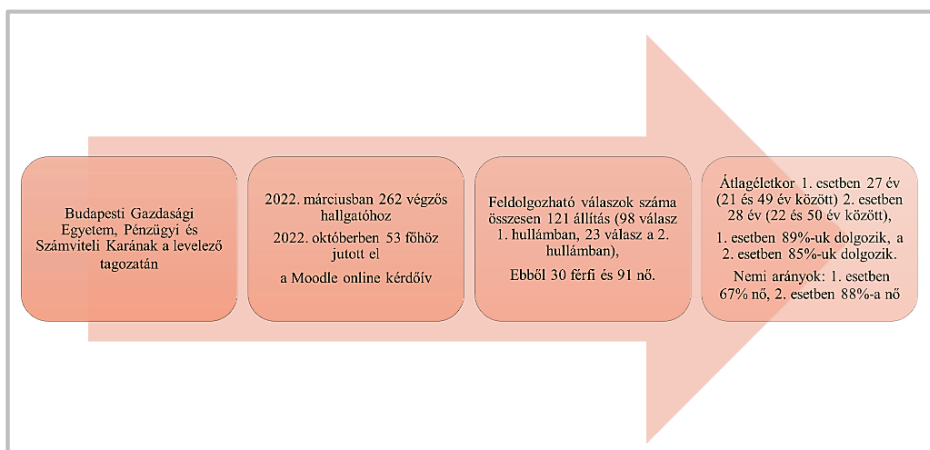 Budapesti Gazdasági
Egyetem, Pénzügyi és
Számviteli Karának a levelező
tagozatán
2022. márciusban 262 végzős
hallgatóhoz
2022. októberben 53 főhöz
jutott el
a Moodle online kérdőív
Feldolgozható válaszok száma
összesen 121 állítás (98 válasz
1. hullámban, 23 válasz a 2.
hullámban),
Ebből 30 férfi és 91 nő.
Átlagéletkor 1. esetben 27 év
(21 és 49 év között) 2. esetben
28 év (22 és 50 év között),
1. esetben 89%-uk dolgozik, a
2. esetben 85%-uk dolgozik.
Nemi arányok: 1. esetben
67% nő, 2. esetben 88%-a nő